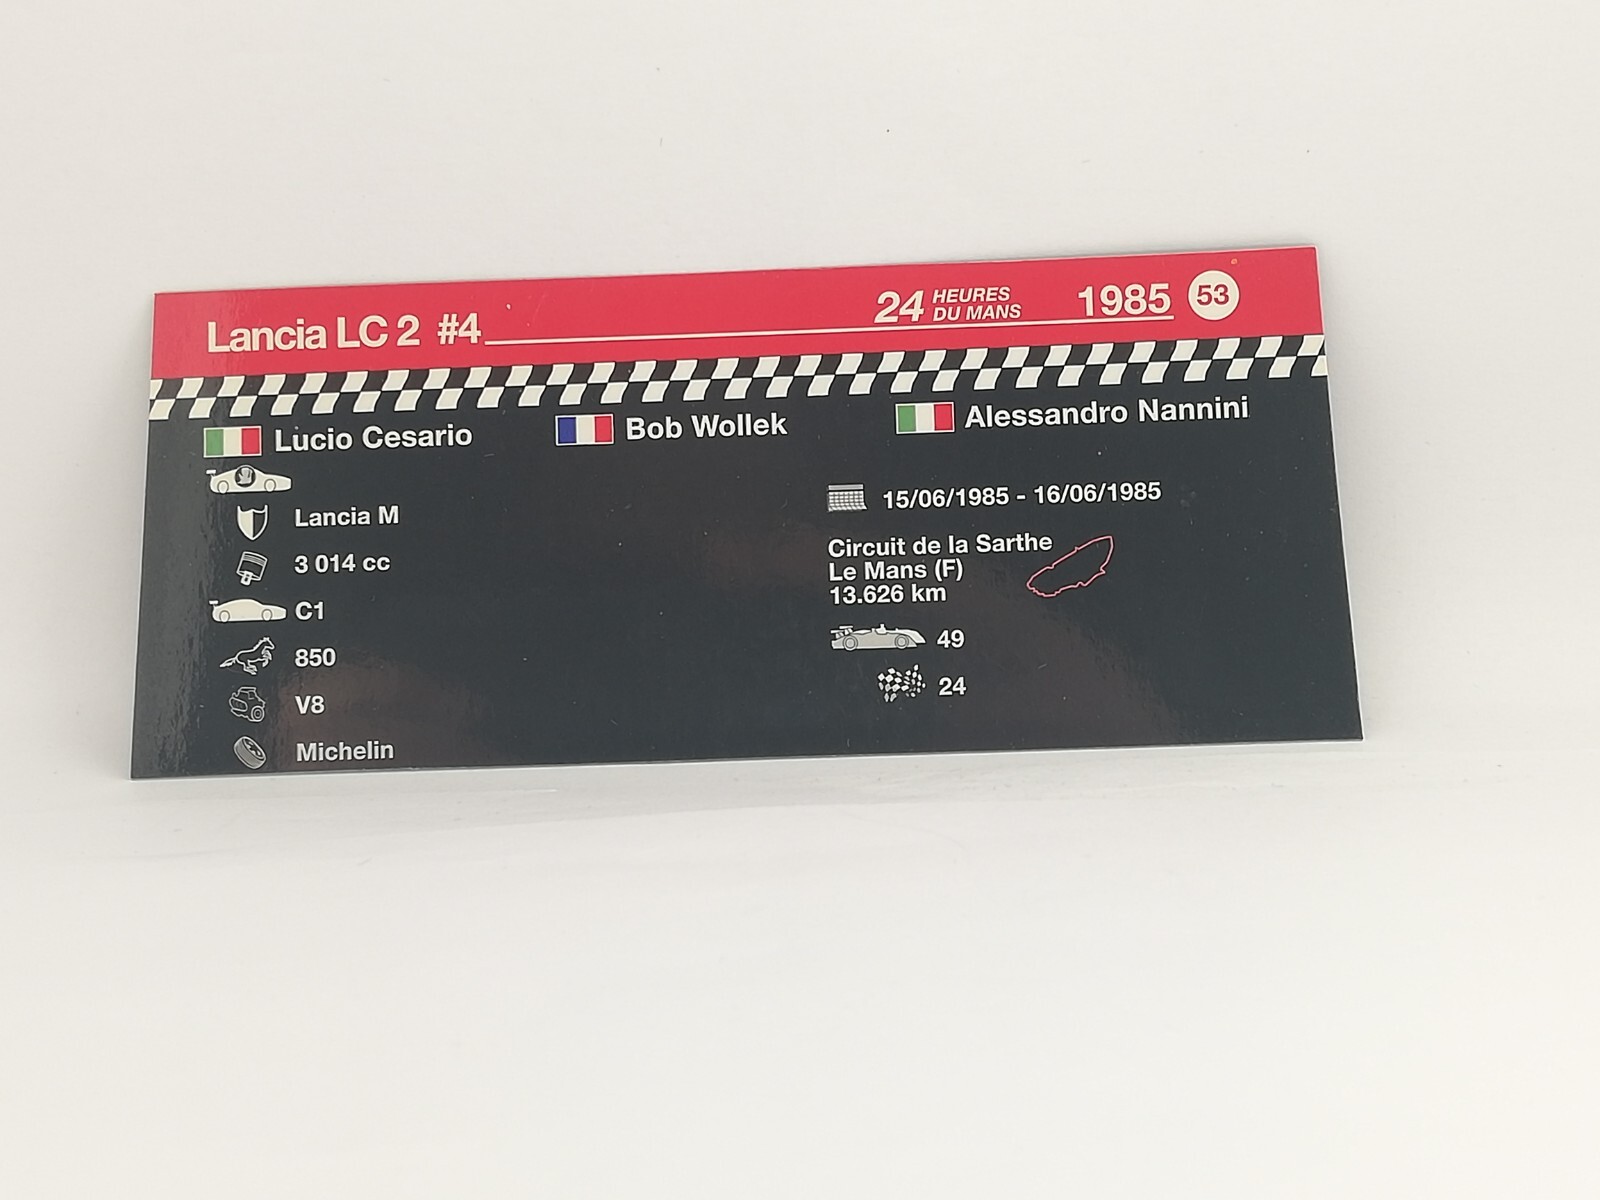 Lancia LC 2 #4
24 HEURES DU MANS 1985 53
Lucio Cesario
Bob Wollek
Alessandro Nannini
Lancia M
3 014 cc
C1
850
V8
Michelin
15/06/1985 - 16/06/1985
Circuit de la Sarthe
Le Mans (F)
13.626 km
49
24